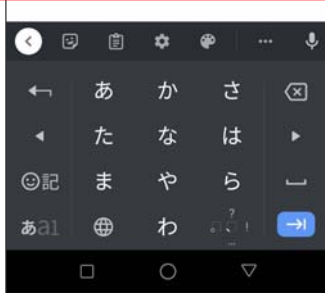 あ か さ
た な は
記 ま や ら
あa1 わ 。、?!…